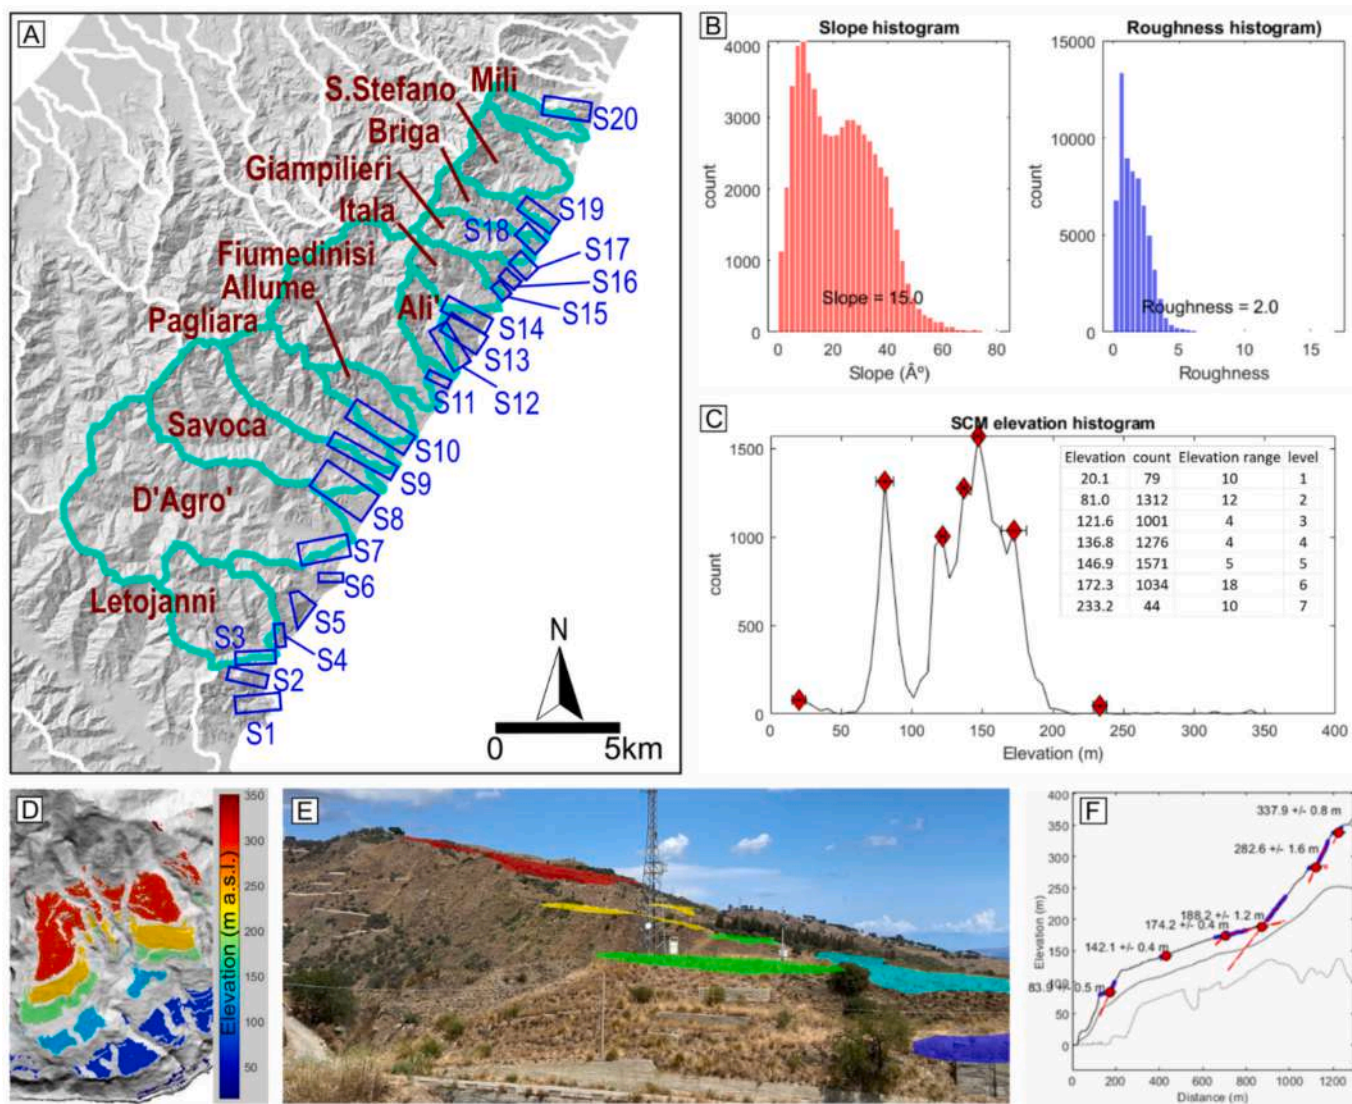 A
Mili
S.Stefano
S20
Briga
Giampilieri
Itala
S18
S19
Fiumedinisi
S17
Allume
S16
Ali'
S15
Pagliara
S14
S13
S11
S12
Savoca
S10
S9
D'Agro'
S8
S7
S6
Letojanni
S5
S3
S4
N
S2
S1
0 5km
B
Slope histogram
4000
3000
2000
1000
0
count
Slope = 15.0
0 20 40 60 80
Slope (Âº)
Roughness histogram)
15000
10000
5000
0
count
Roughness = 2.0
0 5 10 15
Roughness
C
SCM elevation histogram
1500
1000
500
0
count
Elevation count Elevation range level
20.1 79 10 1
81.0 1312 12 2
121.6 1001 4 3
136.8 1276 4 4
146.9 1571 5 5
172.3 1034 18 6
233.2 44 10 7
0 50 100 150 200 250 300 350 400
Elevation (m)
D
350
300
250
200
150
100
50
Elevation (m a.s.l.)
E
F
400
350
300
250
200
150
100
50
0
Elevation (m)
337.9 +/- 0.8 m
282.6 +/- 1.6 m
188.2 +/- 1.2 m
174.2 +/- 0.4 m
142.1 +/- 0.4 m
83.9 +/- 0.5 m
0 200 400 600 800 1000 1200
Distance (m)